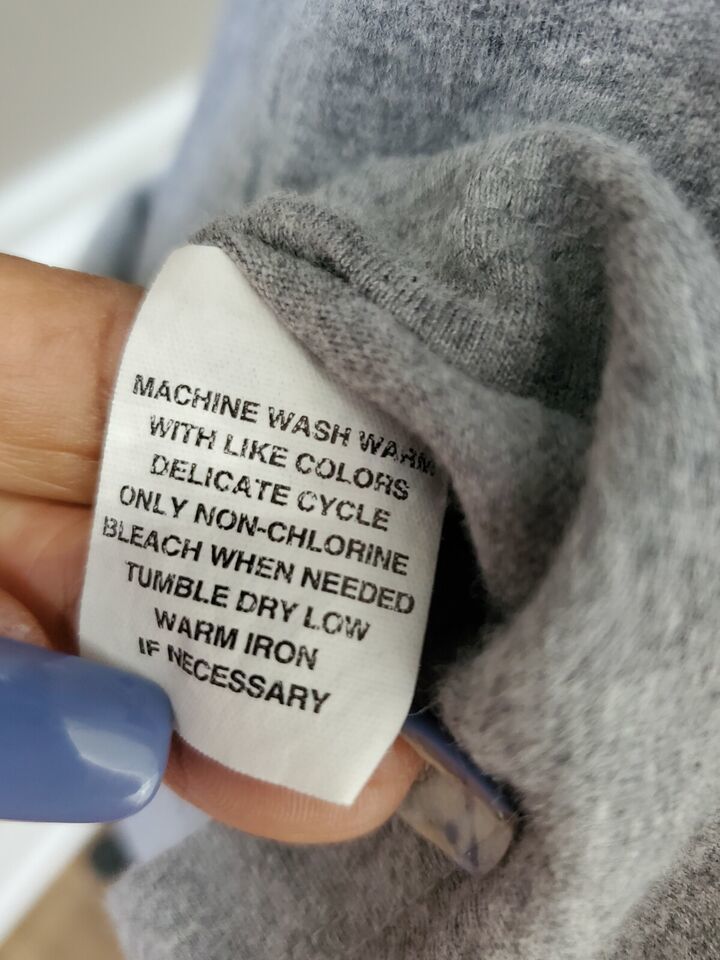 MACHINE WASH WARM
WITH LIKE COLORS
DELICATE CYCLE
ONLY NON-CHLORINE
BLEACH WHEN NEEDED
TUMBLE DRY LOW
WARM IRON
IF NECESSARY